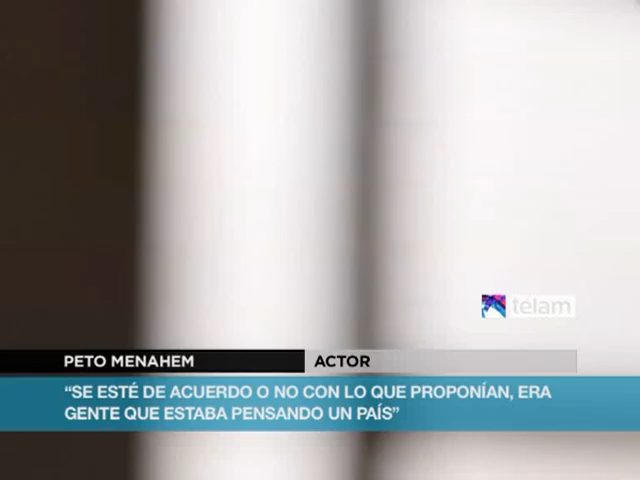 télam
PETO MENAHEM
ACTOR
“SE ESTÉ DE ACUERDO O NO CON LO QUE PROPONÍAN, ERA
GENTE QUE ESTABA PENSANDO UN PAÍS”